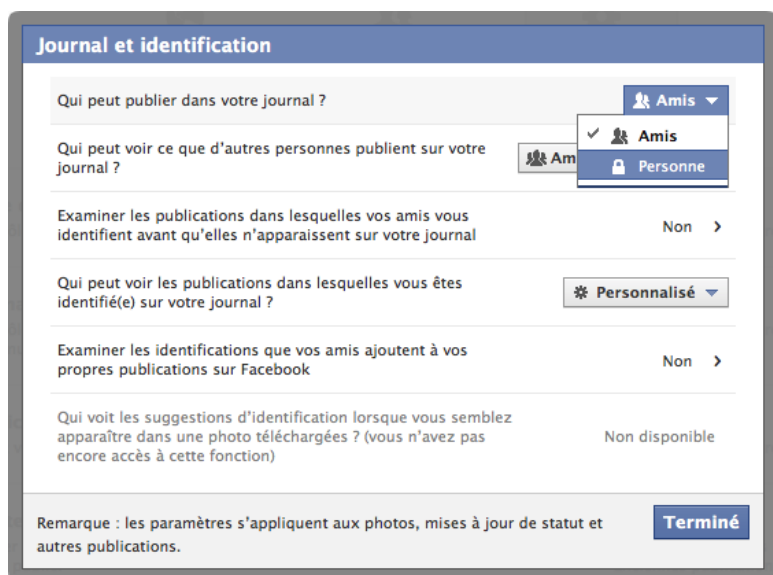 Journal et identification
Qui peut publier dans votre journal ?
Amis
Amis
Personne
Qui peut voir ce que d'autres personnes publient sur votre
journal ?
Am
Examiner les publications dans lesquelles vos amis vous
identifient avant qu'elles n'apparaissent sur votre journal
Non
Qui peut voir les publications dans lesquelles vous êtes
identifié(e) sur votre journal ?
Personnalisé
Examiner les identifications que vos amis ajoutent à vos
propres publications sur Facebook
Non
Qui voit les suggestions d'identification lorsque vous semblez
apparaître dans une photo téléchargées ? (vous n'avez pas
encore accès à cette fonction)
Non disponible
Remarque : les paramètres s'appliquent aux photos, mises à jour de statut et
autres publications.
Terminé